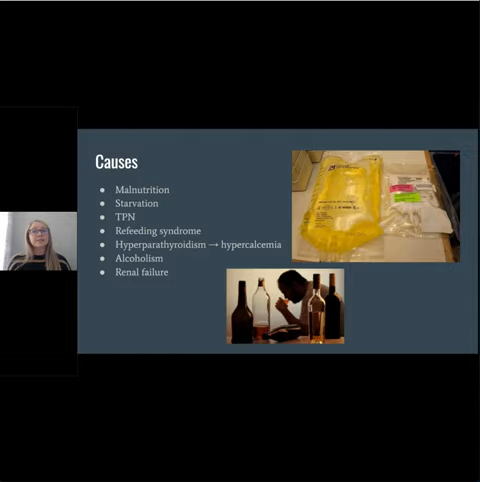 Causes
● Malnutrition
● Starvation
● TPN
● Refeeding syndrome
● Hyperparathyroidism → hypercalcemia
● Alcoholism
● Renal failure